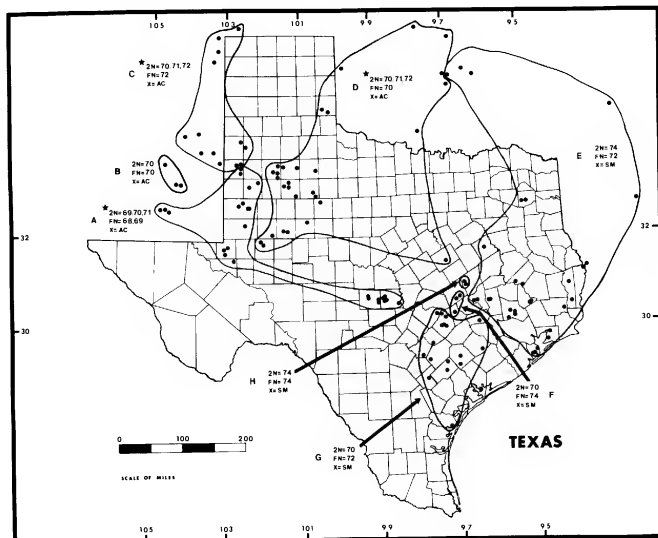 105 103 101 99 97 95
C
2N=70,71,72
FN=72
X=AC
D
2N=70,71,72
FN=70
X=AC
E
2N=74
FN=72
X=SM
B
2N=70
FN=70
X=AC
A
2N=69,70,71
FN=68,69
X=AC
32
32
30
30
H
2N=74
FN=74
X=SM
2N=70
FN=74
X=SM
F
G
2N=70
FN=72
X=SM
TEXAS
0 100 200
SCALE OF MILES
105 103 101 99 97 95